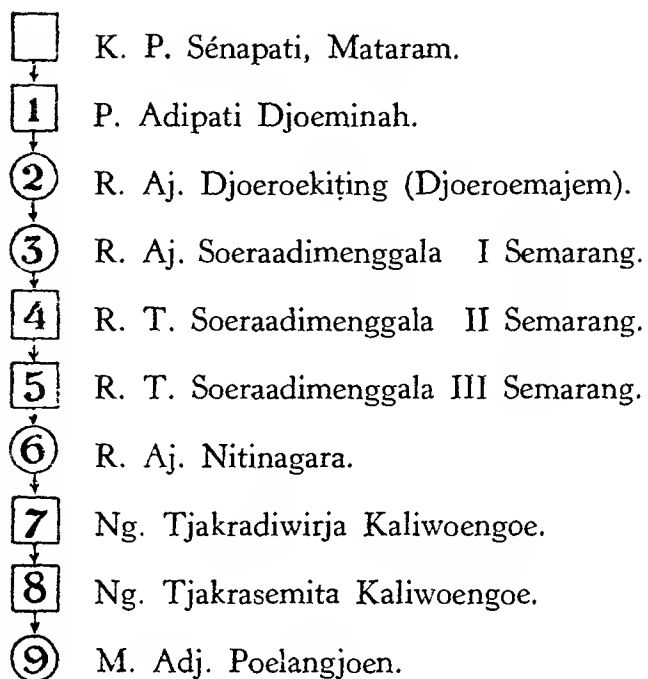 K. P. Sénapati, Mataram.
1 P. Adipati Djoeminah.
2 R. Aj. Djoeroekiṭing (Djoeroemajem).
3 R. Aj. Soeraadimenggala I Semarang.
4 R. T. Soeraadimenggala II Semarang.
5 R. T. Soeraadimenggala III Semarang.
6 R. Aj. Nitinagara.
7 Ng. Tjakradiwirja Kaliwoengoe.
8 Ng. Tjakrasemita Kaliwoengoe.
9 M. Adj. Poelangjoen.